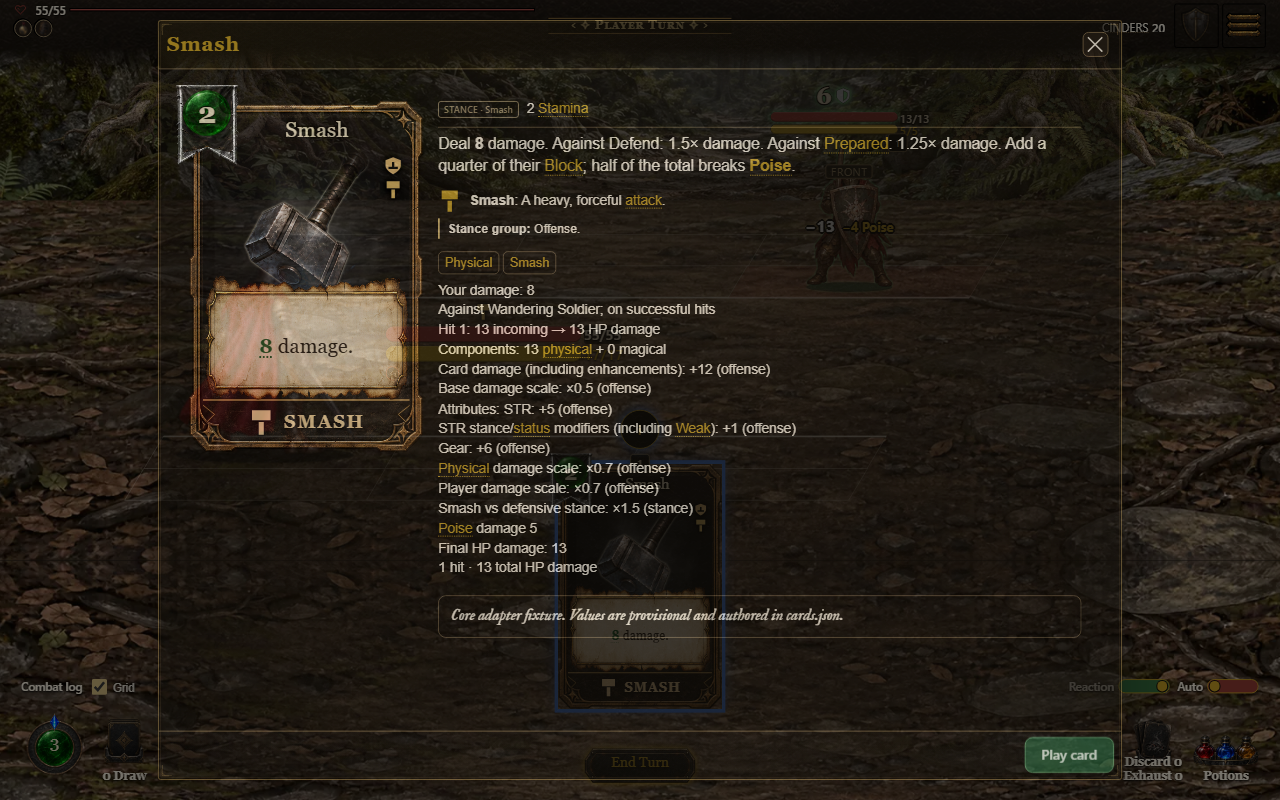 55/55
‹ ✧ Player Turn ✧ ›
CINDERS 20
Smash
2
Smash
8 damage.
SMASH
STANCE · Smash
2 Stamina
Deal 8 damage. Against Defend: 1.5× damage. Against Prepared: 1.25× damage. Add a
quarter of their Block; half of the total breaks Poise.
Smash: A heavy, forceful attack.
Stance group: Offense.
Physical
Smash
Your damage: 8
Against Wandering Soldier; on successful hits
Hit 1: 13 incoming → 13 HP damage
Components: 13 physical + 0 magical
Card damage (including enhancements): +12 (offense)
Base damage scale: ×0.5 (offense)
Attributes: STR: +5 (offense)
STR stance/status modifiers (including Weak): +1 (offense)
Gear: +6 (offense)
Physical damage scale: ×0.7 (offense)
Player damage scale: ×0.7 (offense)
Smash vs defensive stance: ×1.5 (stance)
Poise damage 5
Final HP damage: 13
1 hit · 13 total HP damage
Core adapter fixture. Values are provisional and authored in cards.json.
6
13/13
FRONT
−13 −4 Poise
Smash
8 damage.
SMASH
Combat log
Grid
3
0 Draw
End Turn
Play card
Reaction
Auto
Discard 0
Exhaust 0
Potions